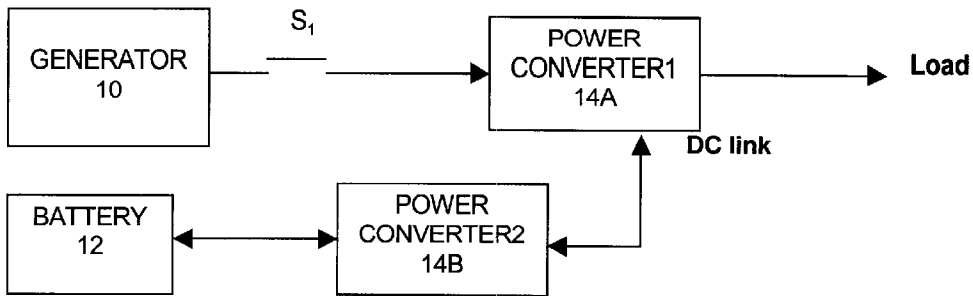 GENERATOR
10
S1
POWER
CONVERTER1
14A
Load
DC link
BATTERY
12
POWER
CONVERTER2
14B